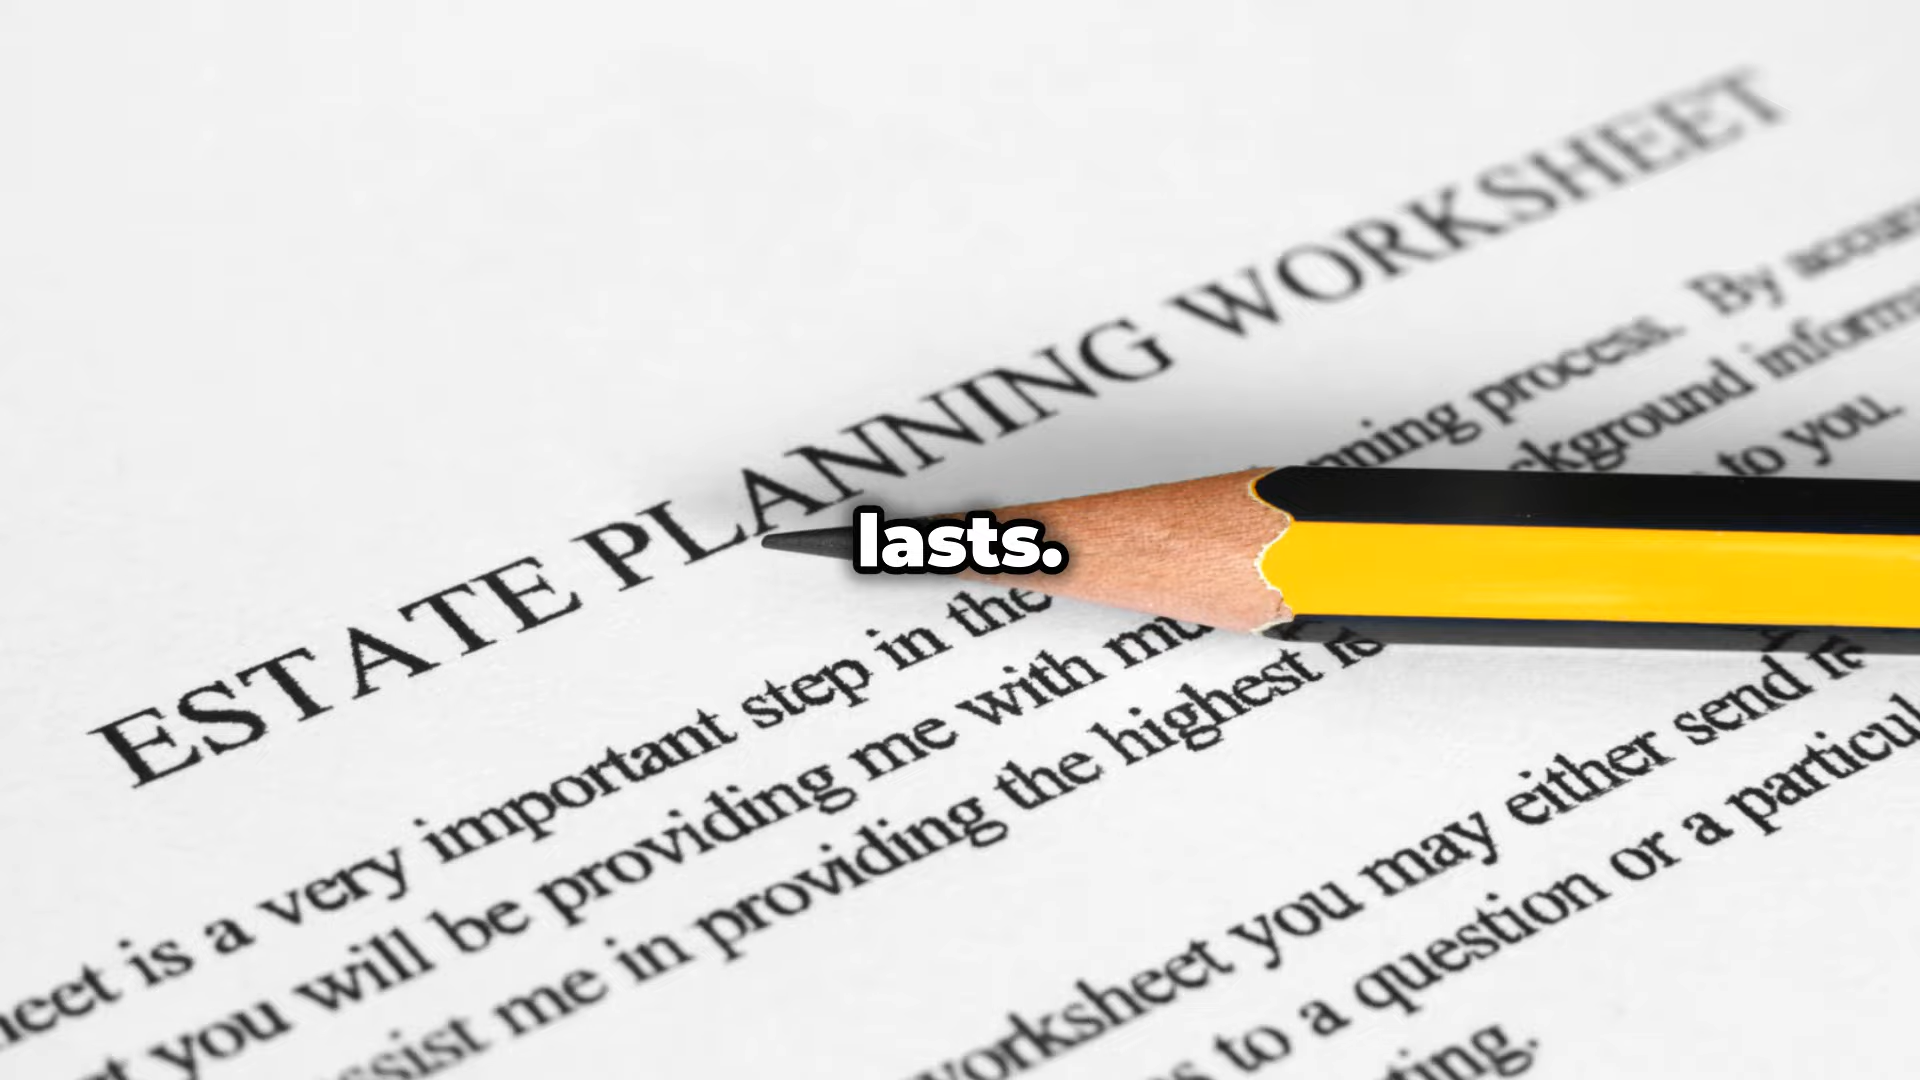 ESTATE PLANNING WORKSHEET
is a very important step in the nning process. By
you will be providing me with ckground
me in providing the highest to you.
lasts.
worksheet you may either send it
to a question or a